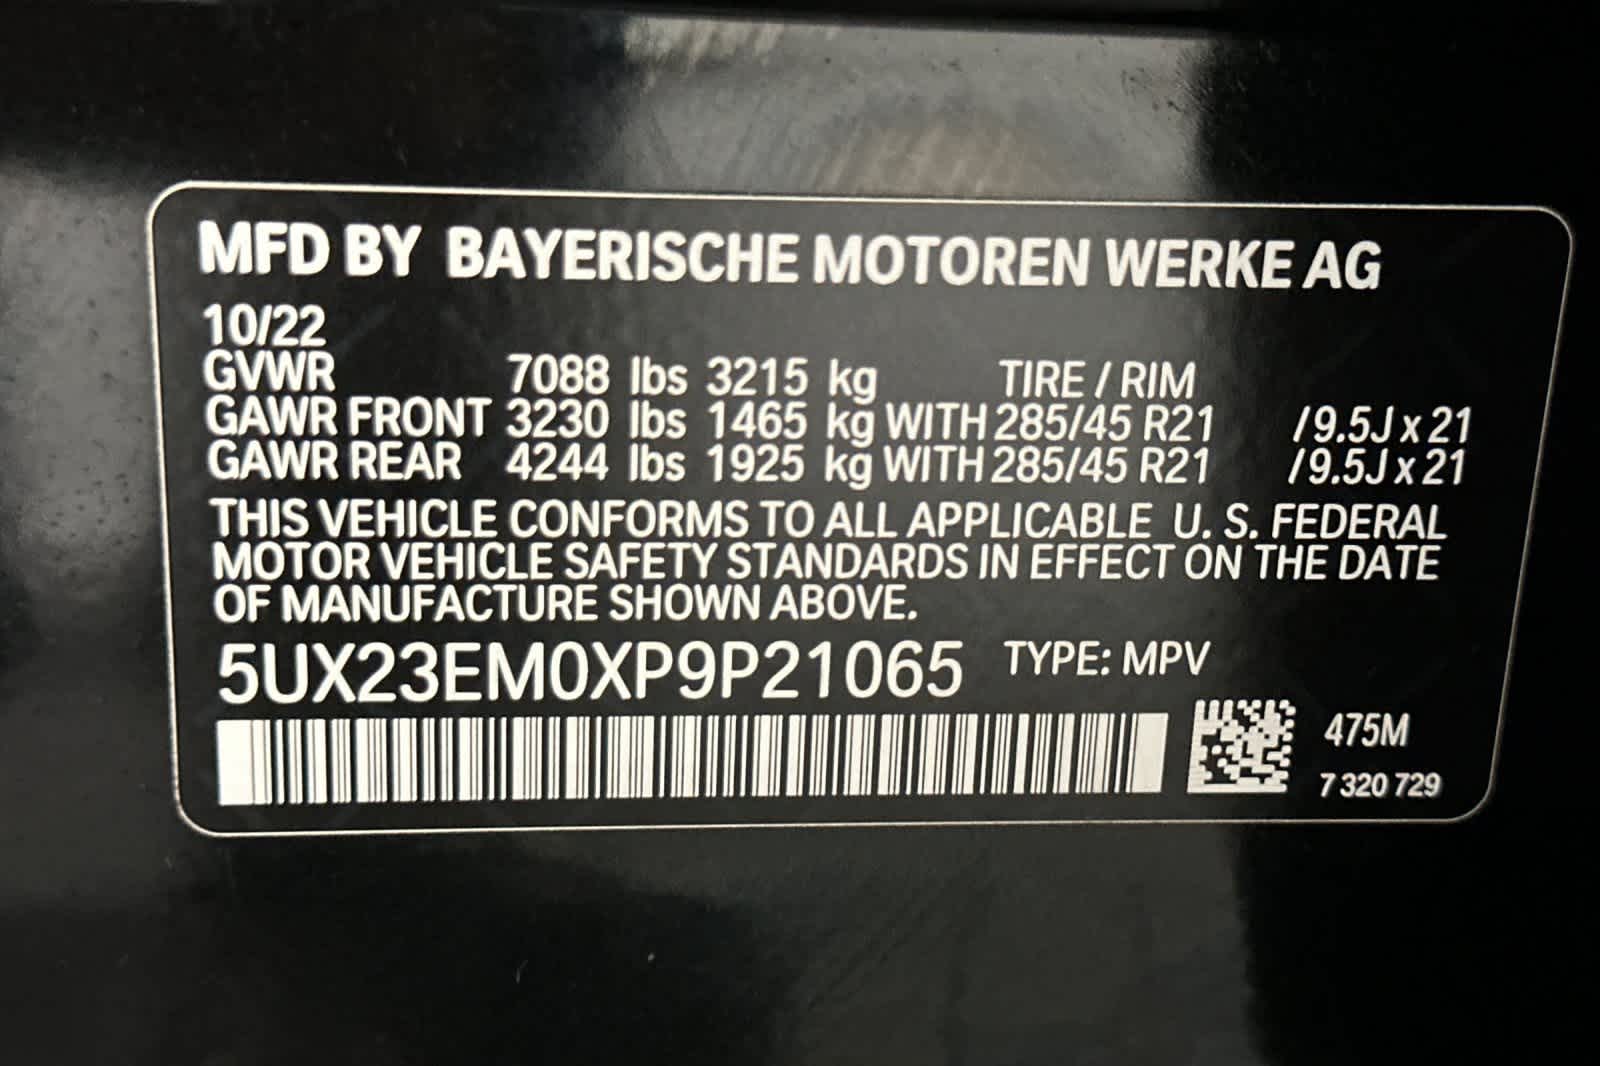 MFD BY BAYERISCHE MOTOREN WERKE AG
10/22
GVWR 7088 lbs 3215 kg TIRE / RIM
GAWR FRONT 3230 lbs 1465 kg WITH 285/45 R21 /9.5J x 21
GAWR REAR 4244 lbs 1925 kg WITH 285/45 R21 /9.5J x 21
THIS VEHICLE CONFORMS TO ALL APPLICABLE U. S. FEDERAL
MOTOR VEHICLE SAFETY STANDARDS IN EFFECT ON THE DATE
OF MANUFACTURE SHOWN ABOVE.
5UX23EM0XP9P21065 TYPE: MPV
475M
7 320 729